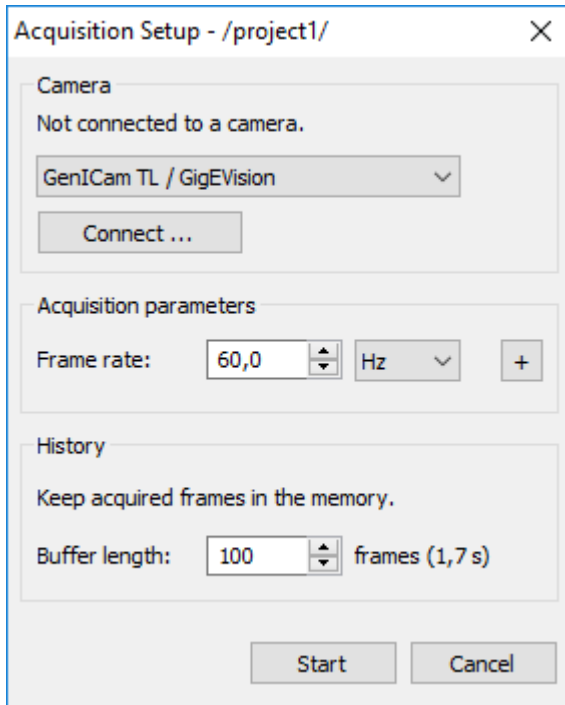 Acquisition Setup - /project1/
Camera
Not connected to a camera.
GenICam TL / GigEVision
Connect ...
Acquisition parameters
Frame rate: 60,0 Hz +
History
Keep acquired frames in the memory.
Buffer length: 100 frames (1,7 s)
Start Cancel